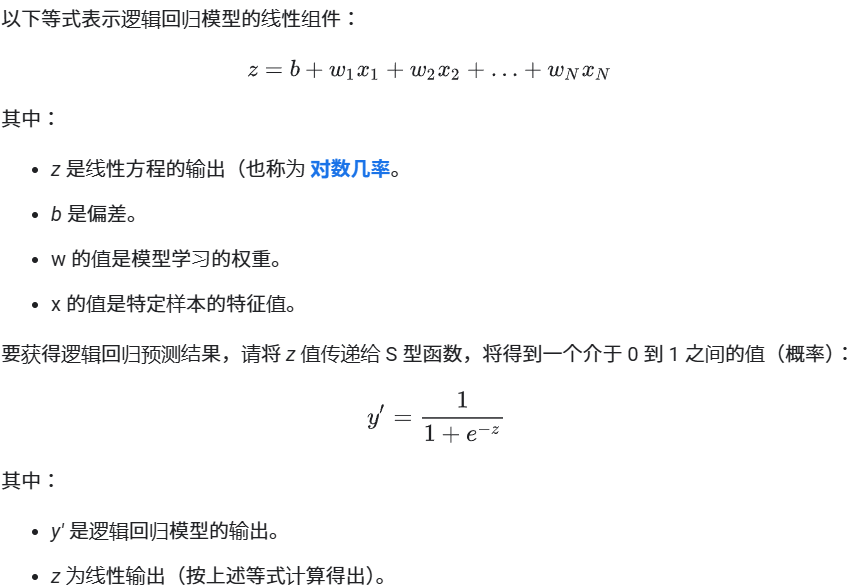 以下等式表示逻辑回归模型的线性组件：
z = b + w₁x₁ + w₂x₂ + … + w_N x_N
其中：
• z 是线性方程的输出（也称为 对数几率。
• b 是偏差。
• w 的值是模型学习的权重。
• x 的值是特定样本的特征值。
要获得逻辑回归预测结果，请将 z 值传递给 S 型函数，将得到一个介于 0 到 1 之间的值（概率）：
y′ = 1 / (1 + e^(−z))
其中：
• y' 是逻辑回归模型的输出。
• z 为线性输出（按上述等式计算得出）。